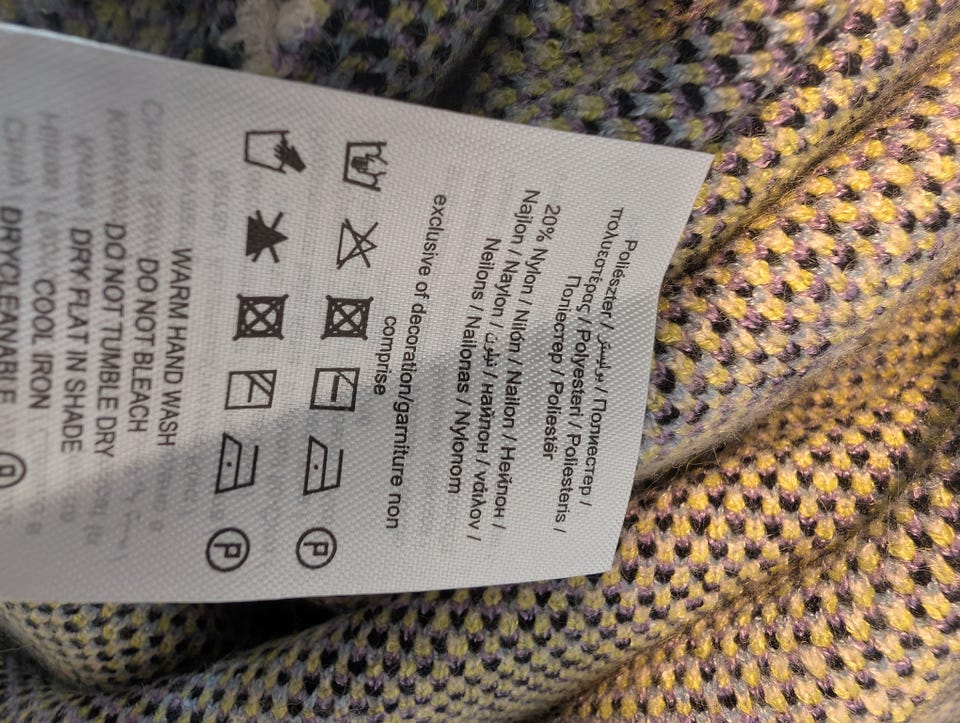 Poliészter / بوليستر / Полиестер /
πολυεστέρας / Polyesteri / Poliesteris /
Полиестер / Poliestēr
20% Nylon / Nilón / Nailon / Нейлон /
Najlon / Naylon / نايلون / найлон / νάιλον /
Neilons / Nailonas / Nylonom
exclusive of decoration/garniture non
comprise
WARM HAND WASH
DO NOT BLEACH
DO NOT TUMBLE DRY
DRY FLAT IN SHADE
COOL IRON
DRYCLEANABLE